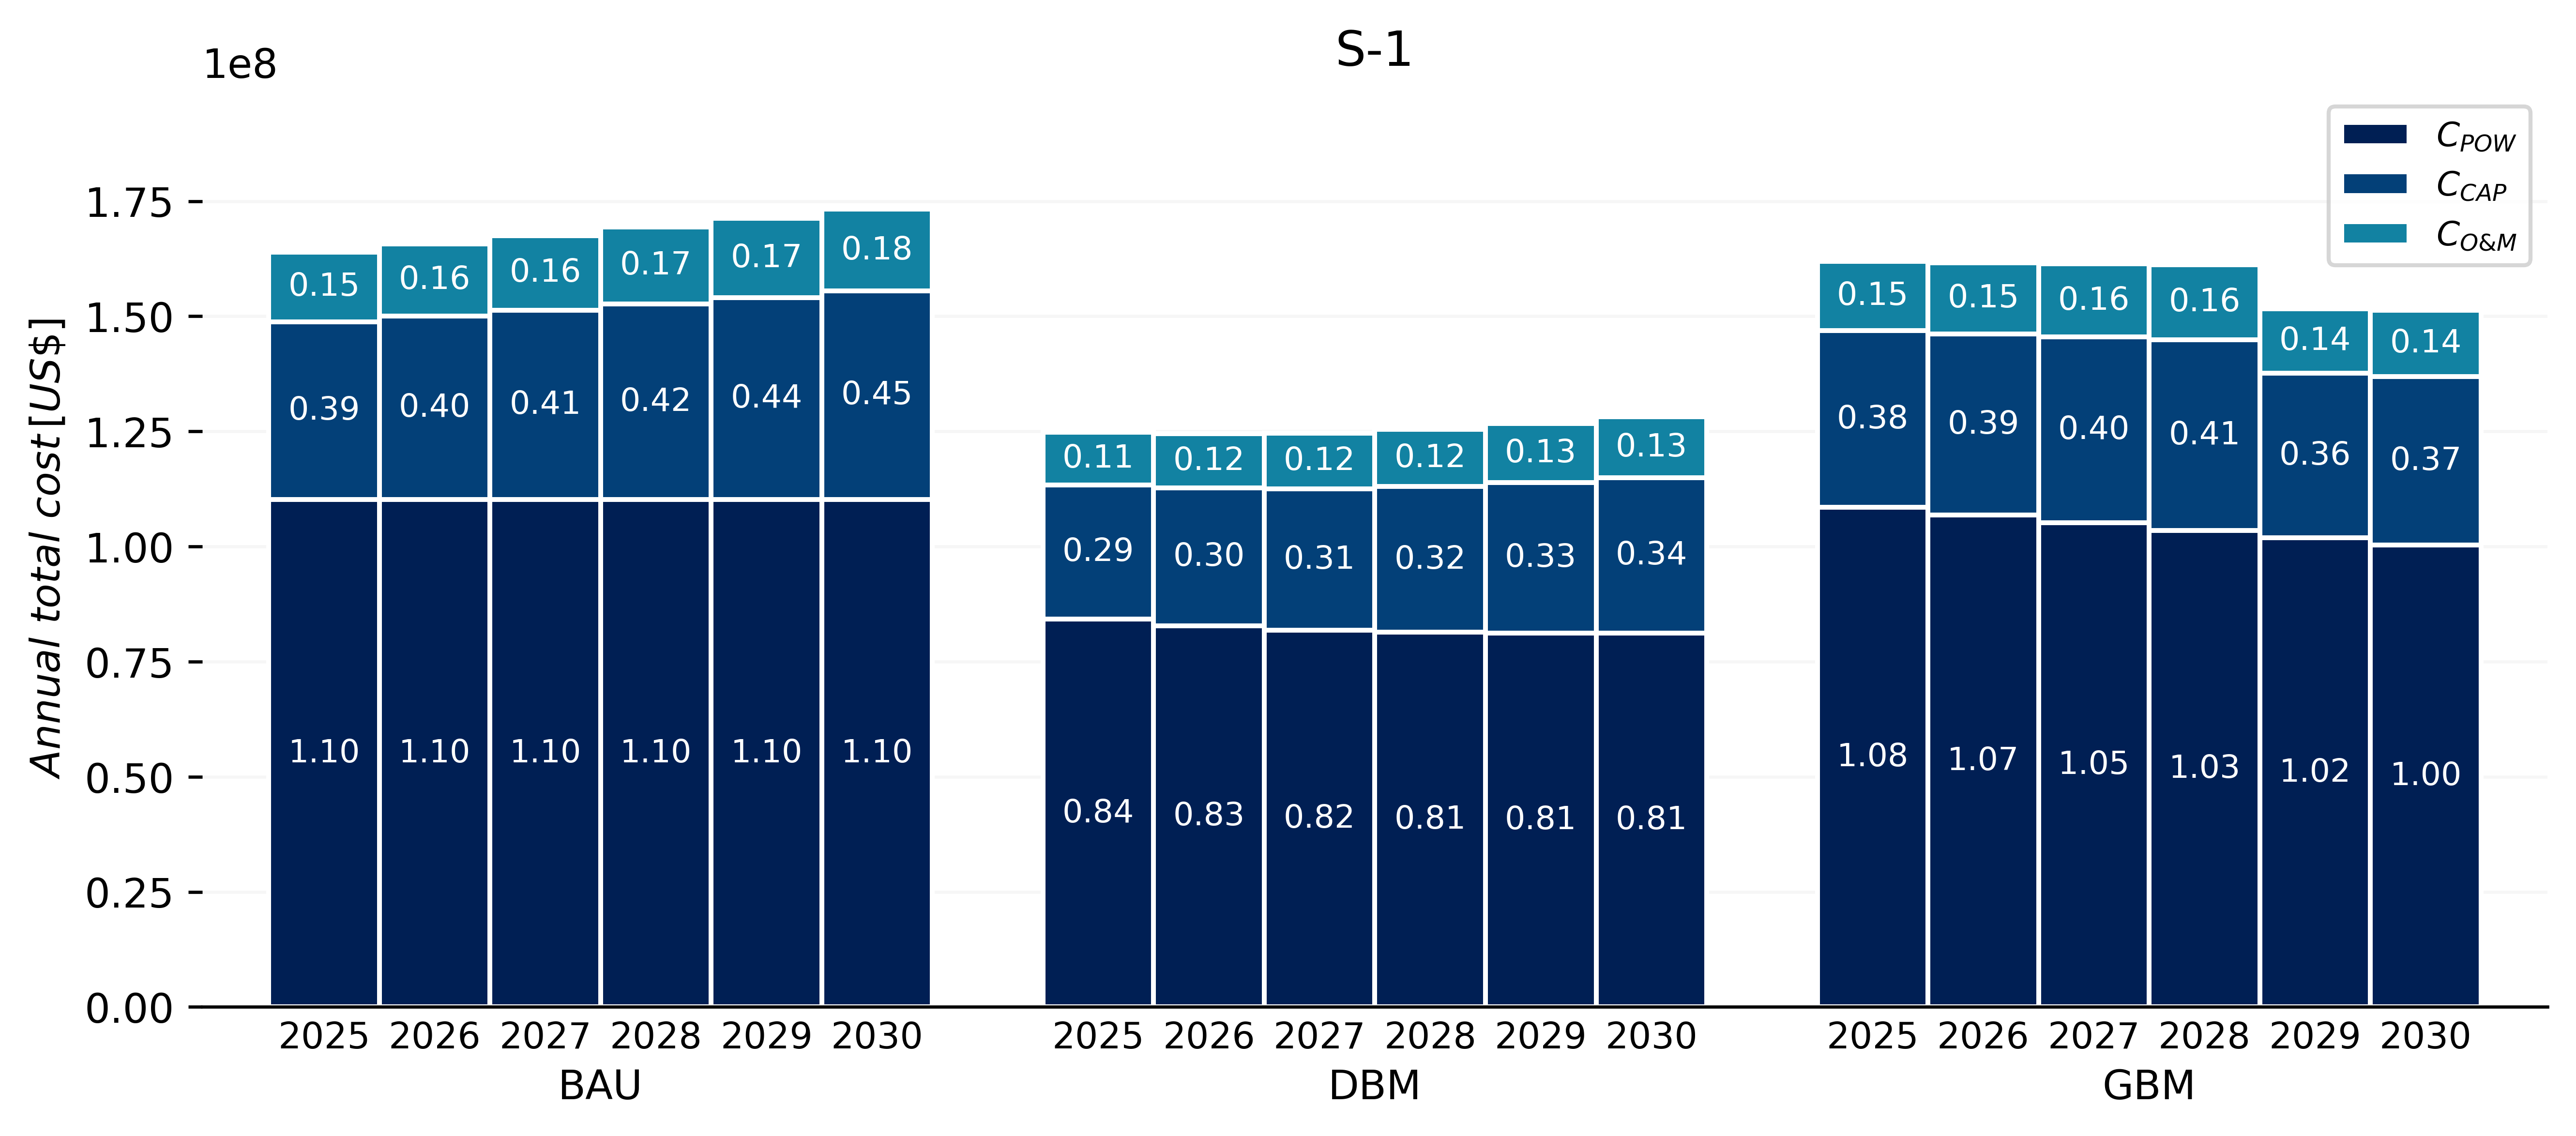 S-1
1e8
C_POW
C_CAP
C_O&M
Annual total cost [US$]
1.75
1.50
1.25
1.00
0.75
0.50
0.25
0.00
0.15 0.16 0.16 0.17 0.17 0.18
0.39 0.40 0.41 0.42 0.44 0.45
1.10 1.10 1.10 1.10 1.10 1.10
0.11 0.12 0.12 0.12 0.13 0.13
0.29 0.30 0.31 0.32 0.33 0.34
0.84 0.83 0.82 0.81 0.81 0.81
0.15 0.15 0.16 0.16 0.14 0.14
0.38 0.39 0.40 0.41 0.36 0.37
1.08 1.07 1.05 1.03 1.02 1.00
2025 2026 2027 2028 2029 2030 2025 2026 2027 2028 2029 2030 2025 2026 2027 2028 2029 2030
BAU DBM GBM